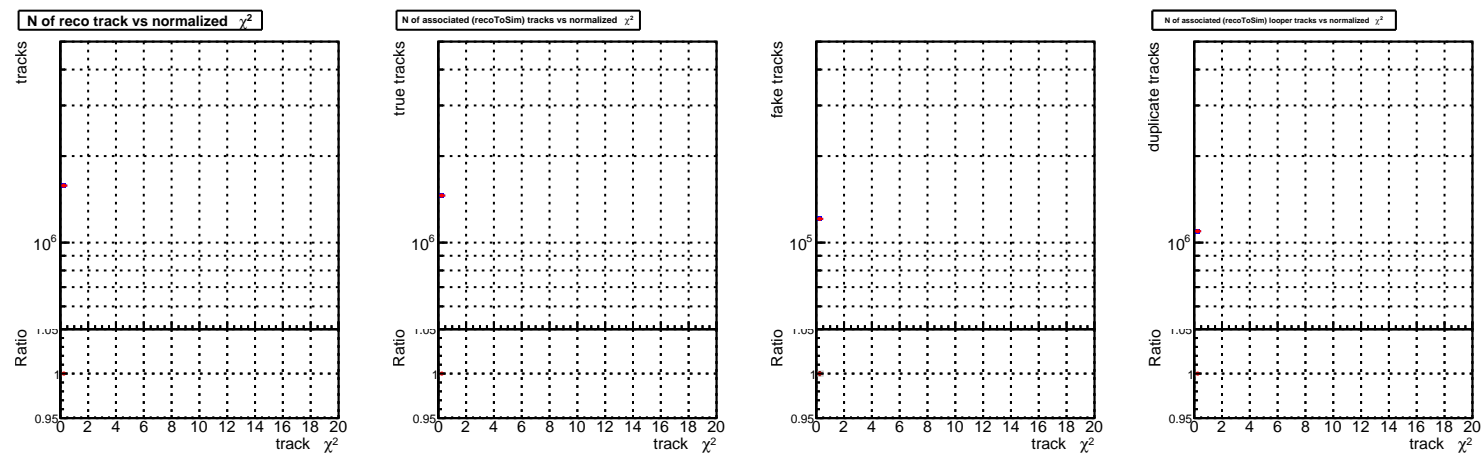 N of reco track vs normalized χ²
tracks
10⁶
Ratio
1.05
1
0.95
0 2 4 6 8 10 12 14 16 18 20
track χ²
N of associated (recoToSim) tracks vs normalized χ²
true tracks
10⁶
Ratio
1.05
1
0.95
0 2 4 6 8 10 12 14 16 18 20
track χ²
fake tracks
10⁵
Ratio
1.05
1
0.95
0 2 4 6 8 10 12 14 16 18 20
track χ²
N of associated (recoToSim) looper tracks vs normalized χ²
duplicate tracks
10⁶
Ratio
1.05
1
0.95
0 2 4 6 8 10 12 14 16 18 20
track χ²